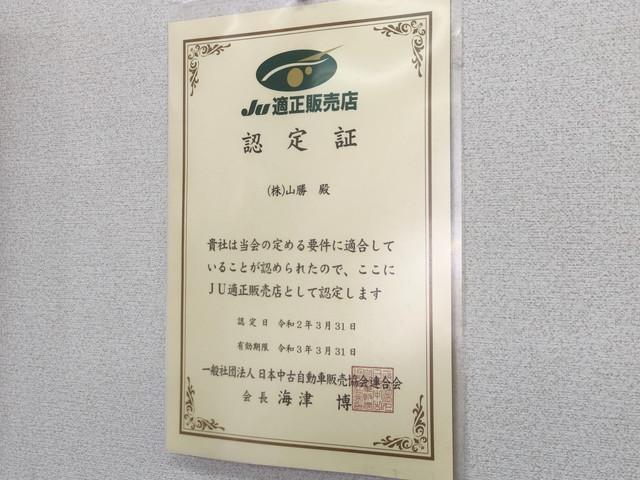 JU適正販売店
認定証
(株)山勝 殿
貴社は当会の定める要件に適合して
いることが認められたので、ここに
JU適正販売店として認定します
認定日 令和2年3月31日
有効期限 令和3年3月31日
一般社団法人 日本中古自動車販売協会連合会
会長 海津 博